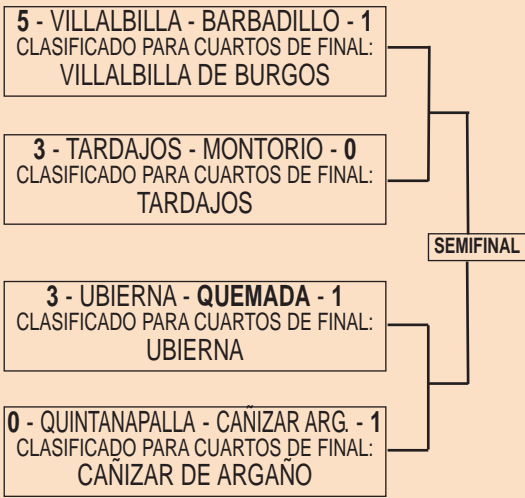 5 - VILLALBILLA - BARBADILLO - 1
CLASIFICADO PARA CUARTOS DE FINAL:
VILLALBILLA DE BURGOS
3 - TARDAJOS - MONTORIO - 0
CLASIFICADO PARA CUARTOS DE FINAL:
TARDAJOS
SEMIFINAL
3 - UBIERNA - QUEMADA - 1
CLASIFICADO PARA CUARTOS DE FINAL:
UBIERNA
0 - QUINTANAPALLA - CAÑIZAR ARG. - 1
CLASIFICADO PARA CUARTOS DE FINAL:
CAÑIZAR DE ARGAÑO